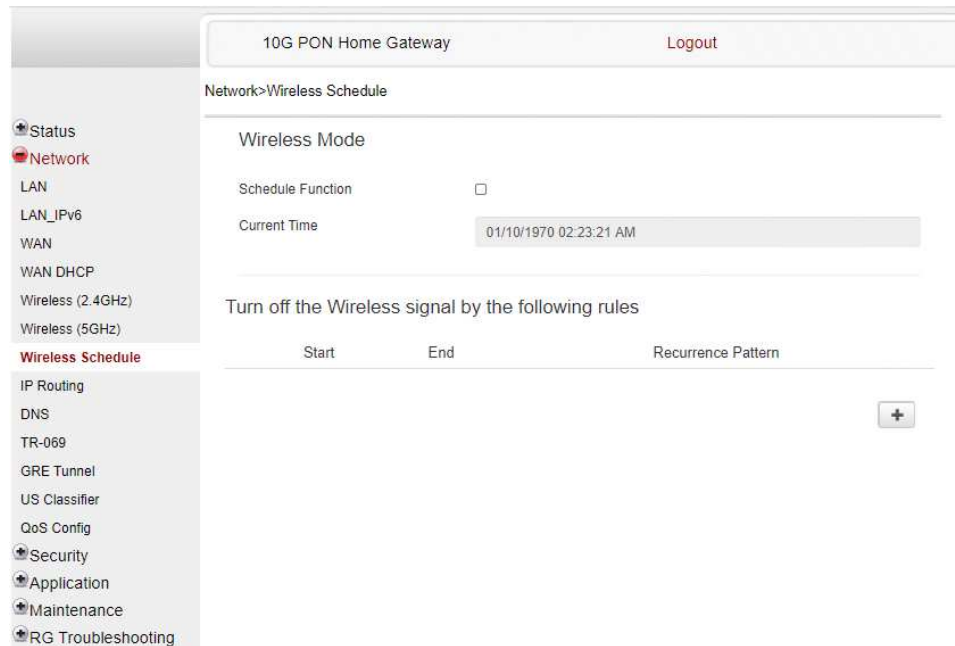 10G PON Home Gateway
Logout
Network>Wireless Schedule
Status
Network
LAN
LAN_IPv6
WAN
WAN DHCP
Wireless (2.4GHz)
Wireless (5GHz)
Wireless Schedule
IP Routing
DNS
TR-069
GRE Tunnel
US Classifier
QoS Config
Security
Application
Maintenance
RG Troubleshooting
Wireless Mode
Schedule Function
Current Time
01/10/1970 02:23:21 AM
Turn off the Wireless signal by the following rules
Start End Recurrence Pattern